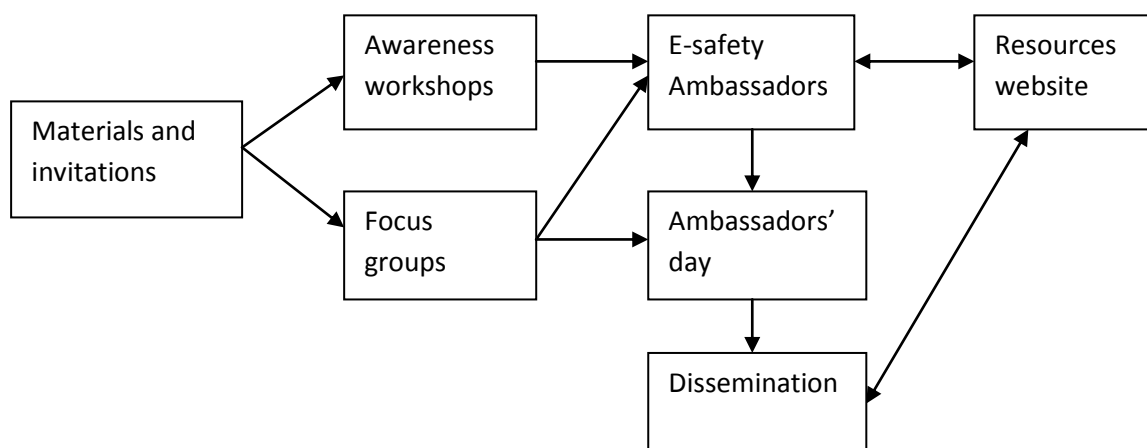 Materials and
invitations
Awareness
workshops
Focus
groups
E-safety
Ambassadors
Ambassadors’
day
Dissemination
Resources
website